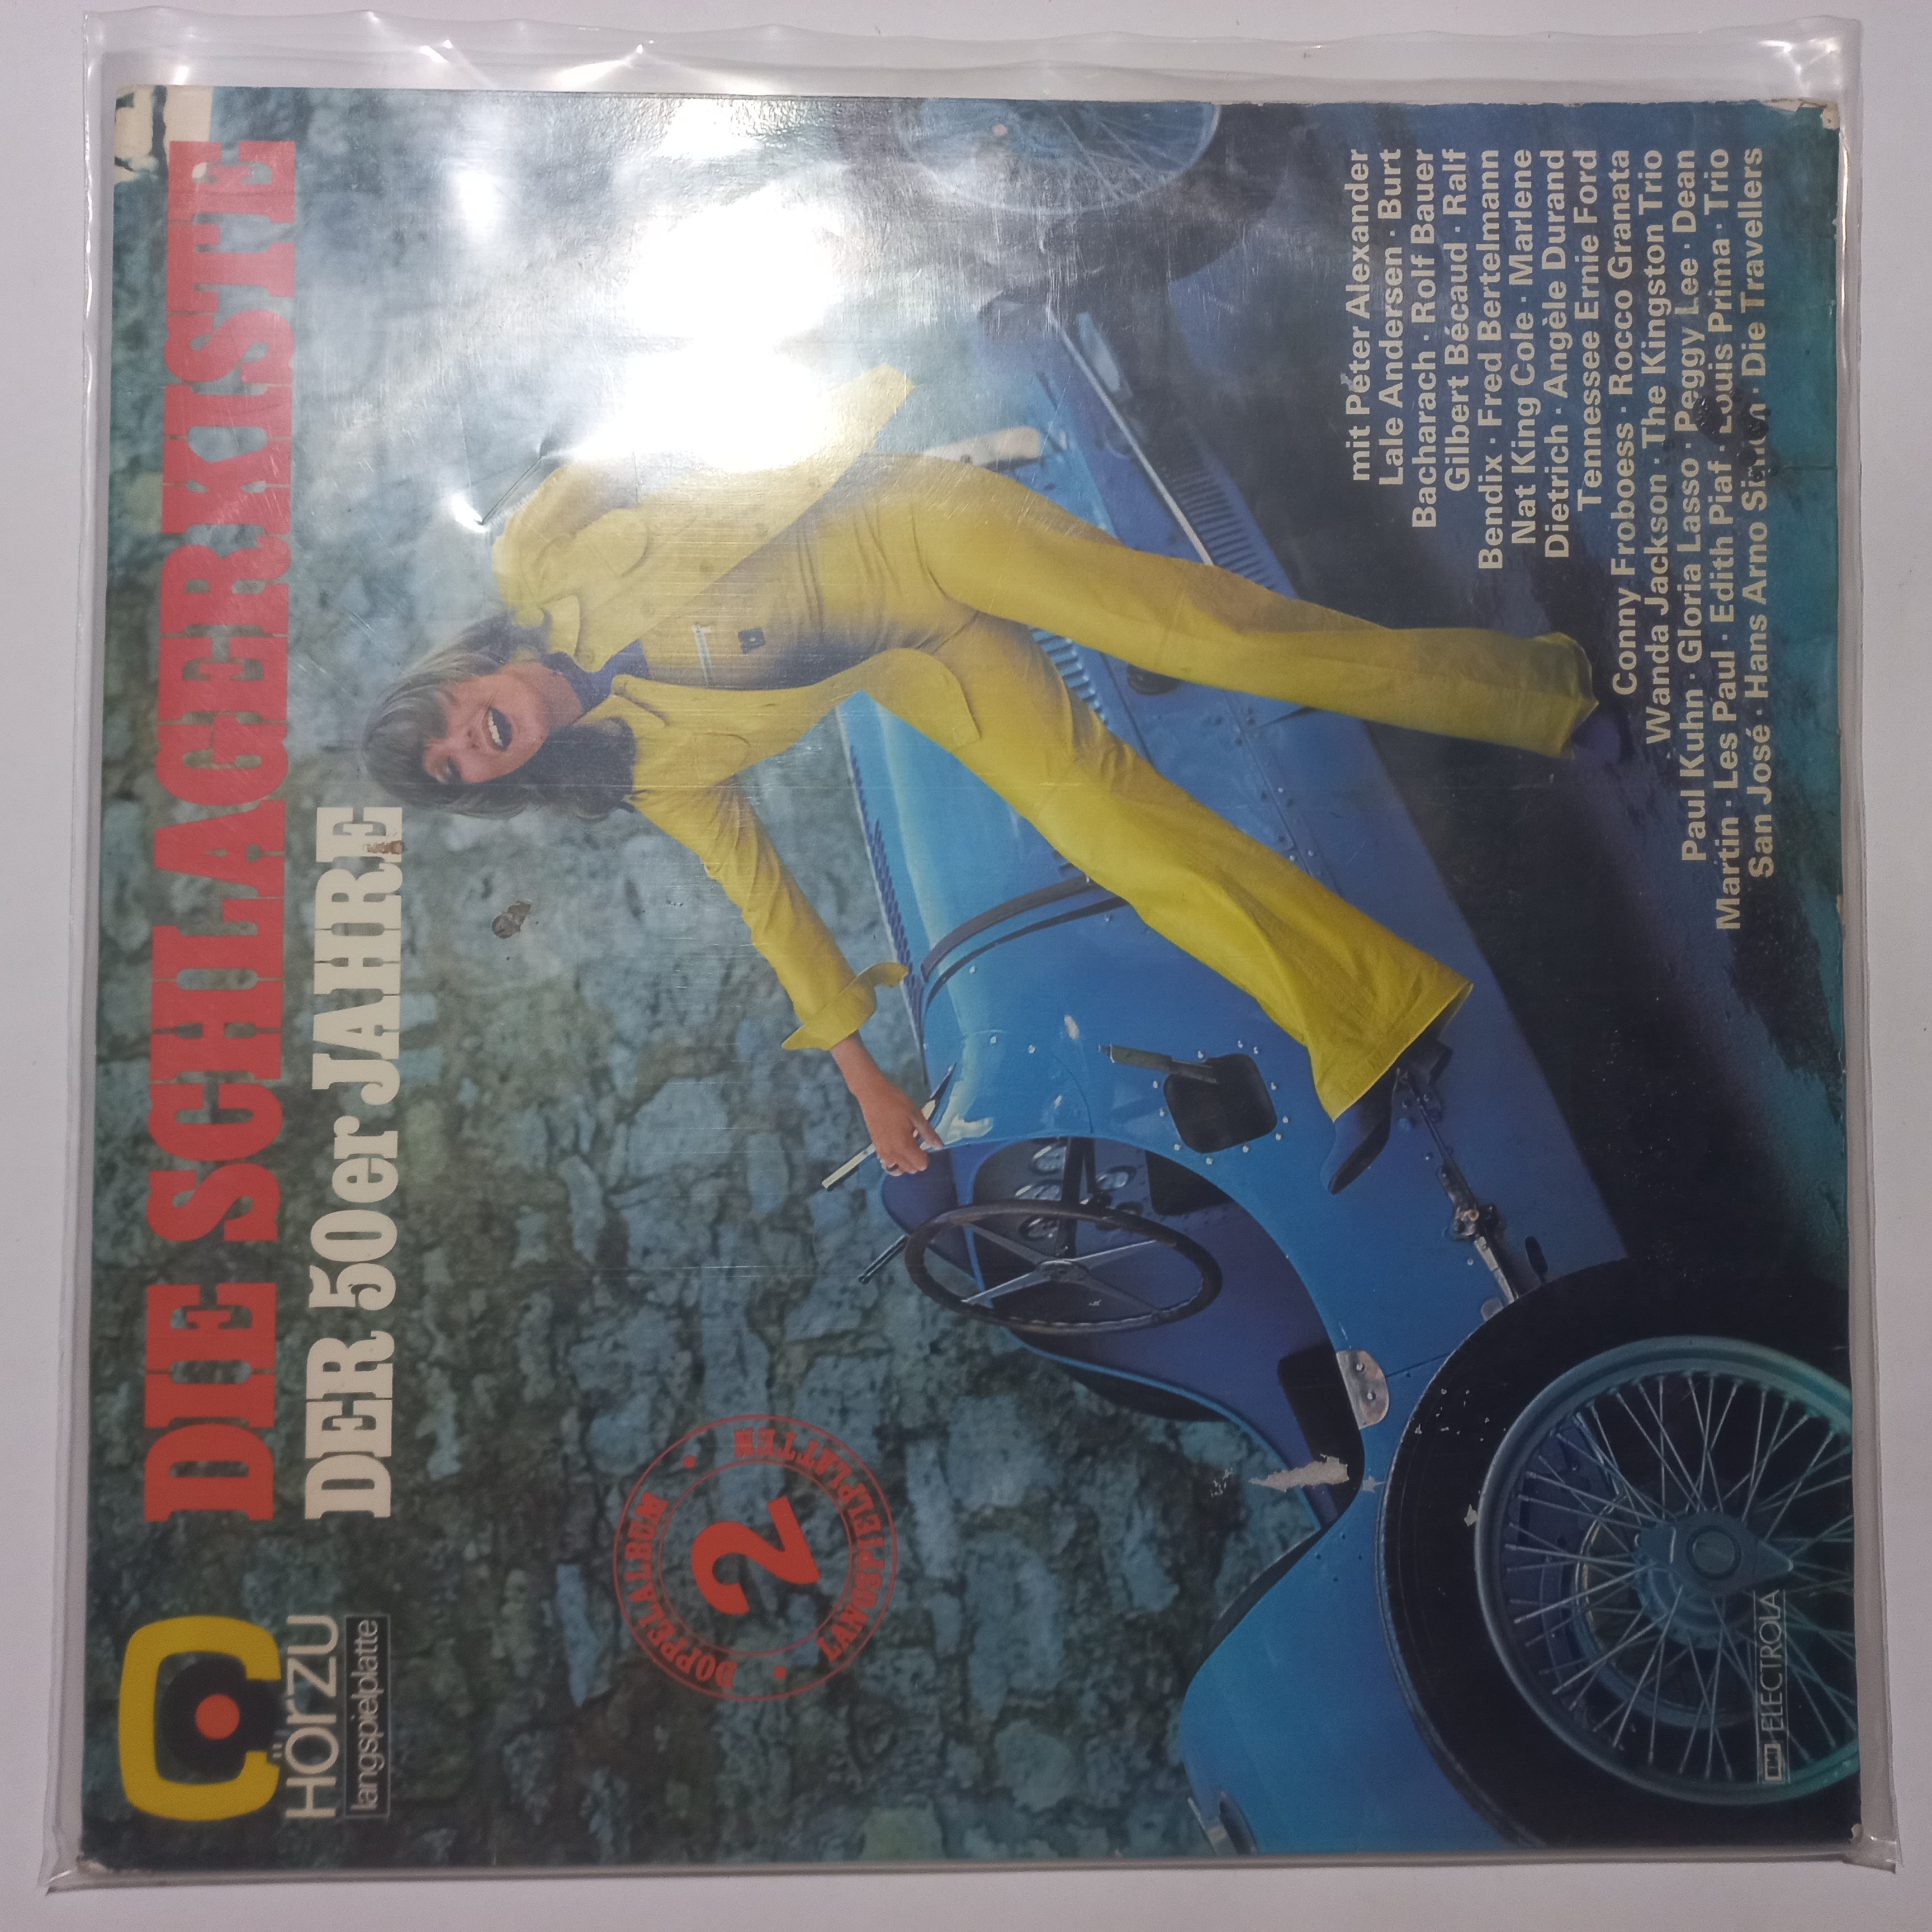 HÖRZU
langspielplatte
DIE SCHLAGERKISTE
DER 50er JAHRE
DOPPELALBUM
2
LANGSPIELPLATTEN
mit Peter Alexander
Lale Andersen · Burt
Bacharach · Rolf Bauer
Gilbert Bécaud · Ralf
Bendix · Fred Bertelmann
Nat King Cole · Marlene
Dietrich · Angèle Durand
Tennessee Ernie Ford
Conny Froboess · Rocco Granata
Wanda Jackson · The Kingston Trio
Paul Kuhn · Gloria Lasso · Peggy Lee · Dean
Martin · Les Paul · Edith Piaf · Louis Prima · Trio
San José · Hans Arno Simon · Die Travellers
EMI ELECTROLA